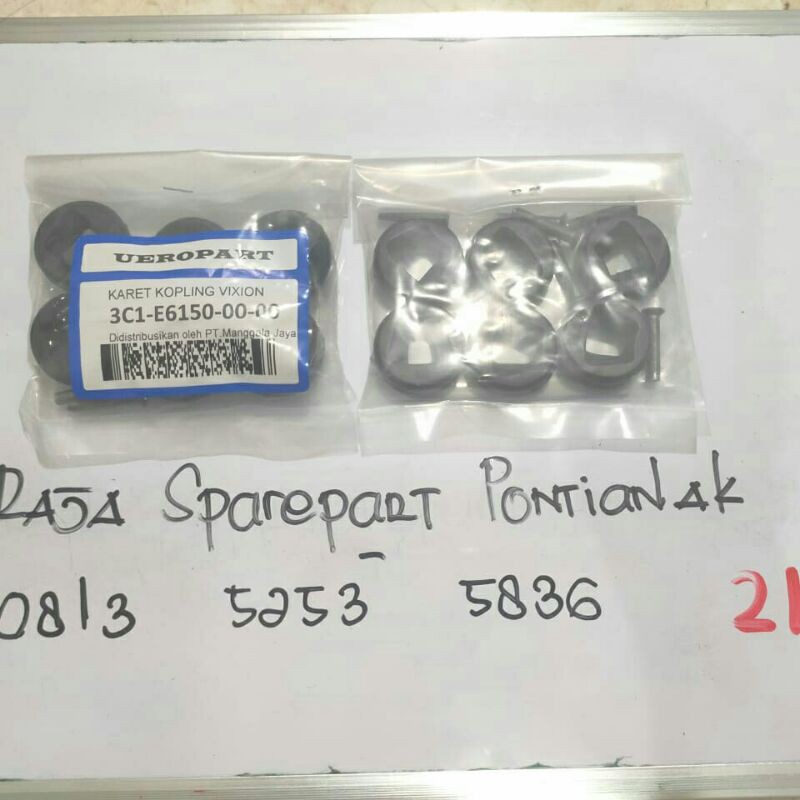 UEROPART
KARET KOPLING VIXION
3C1-E6150-00-00
Didistribusikan oleh PT.Manggala Jaya
RAJA SparepaRT PONTiaNAk
0813 5253 5836 21